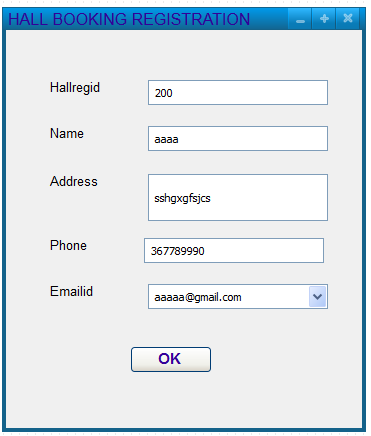 HALL BOOKING REGISTRATION
Hallregid 200
Name aaaa
Address sshgxgfsjcs
Phone 367789990
Emailid aaaaa@gmail.com
OK